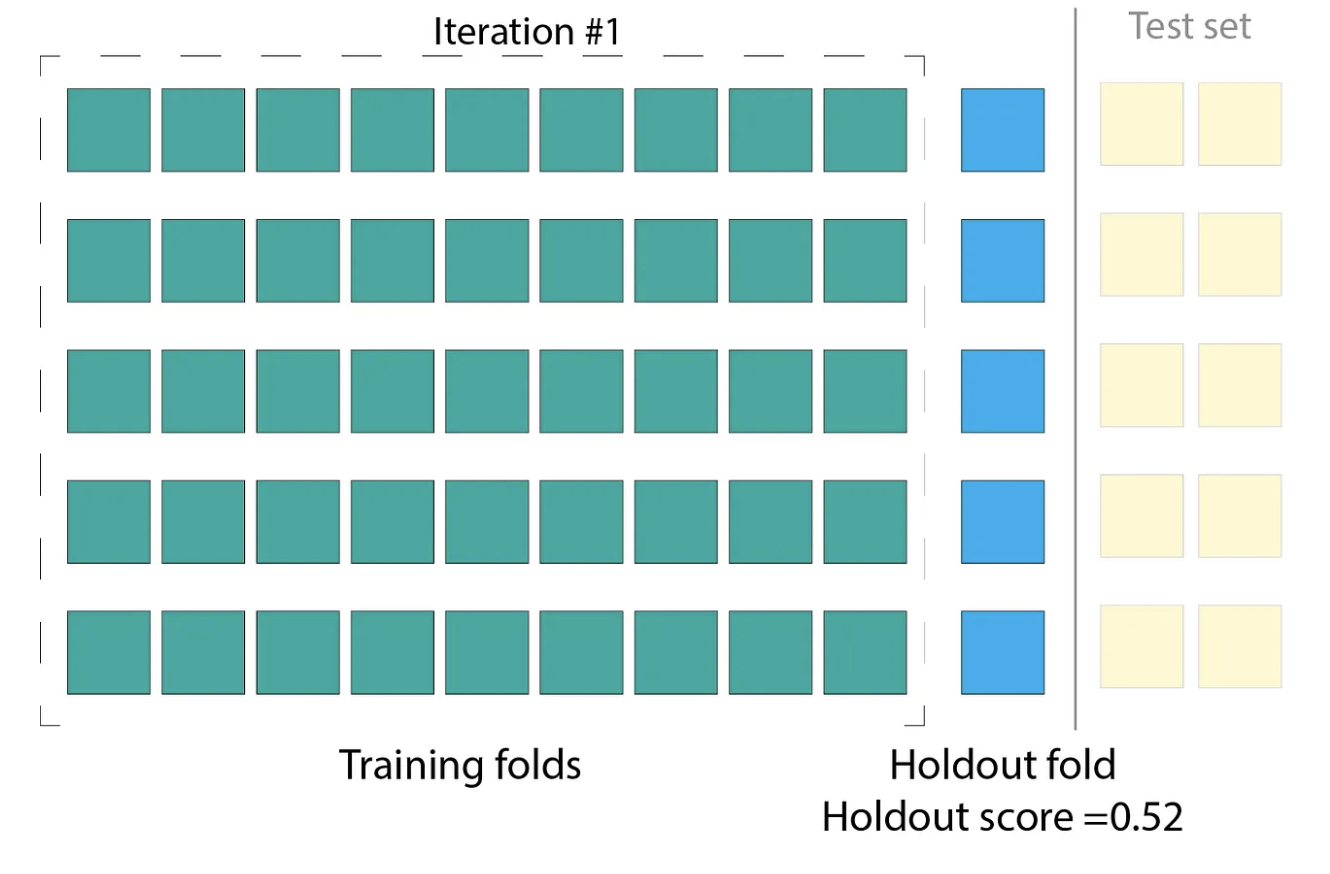 Iteration #1
Test set
Training folds
Holdout fold
Holdout score =0.52